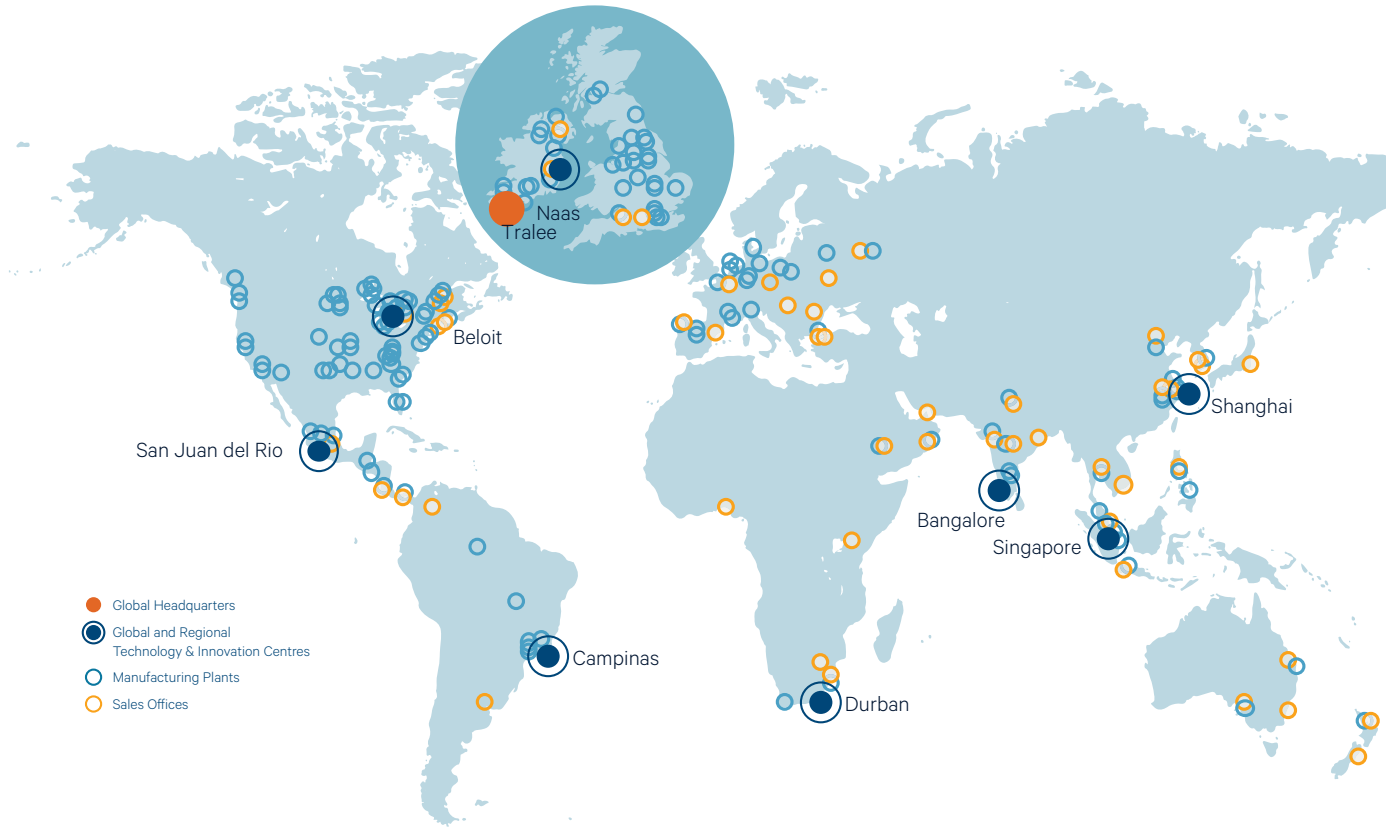 Naas
Tralee
Beloit
Shanghai
San Juan del Rio
Bangalore
Singapore
Global Headquarters
Global and Regional
Technology & Innovation Centres
Campinas
Manufacturing Plants
Sales Offices
Durban